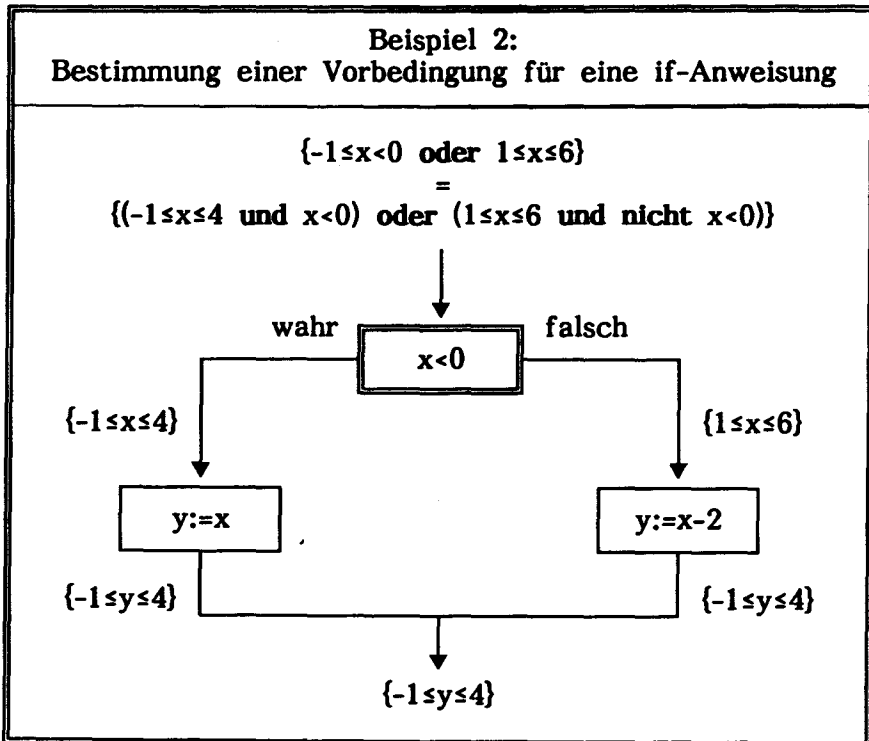 Beispiel 2:
Bestimmung einer Vorbedingung für eine if-Anweisung
{-1≤x<0 oder 1≤x≤6}
=
{(-1≤x≤4 und x<0) oder (1≤x≤6 und nicht x<0)}
wahr
falsch
x<0
{-1≤x≤4}
{1≤x≤6}
y:=x
y:=x-2
{-1≤y≤4}
{-1≤y≤4}
{-1≤y≤4}